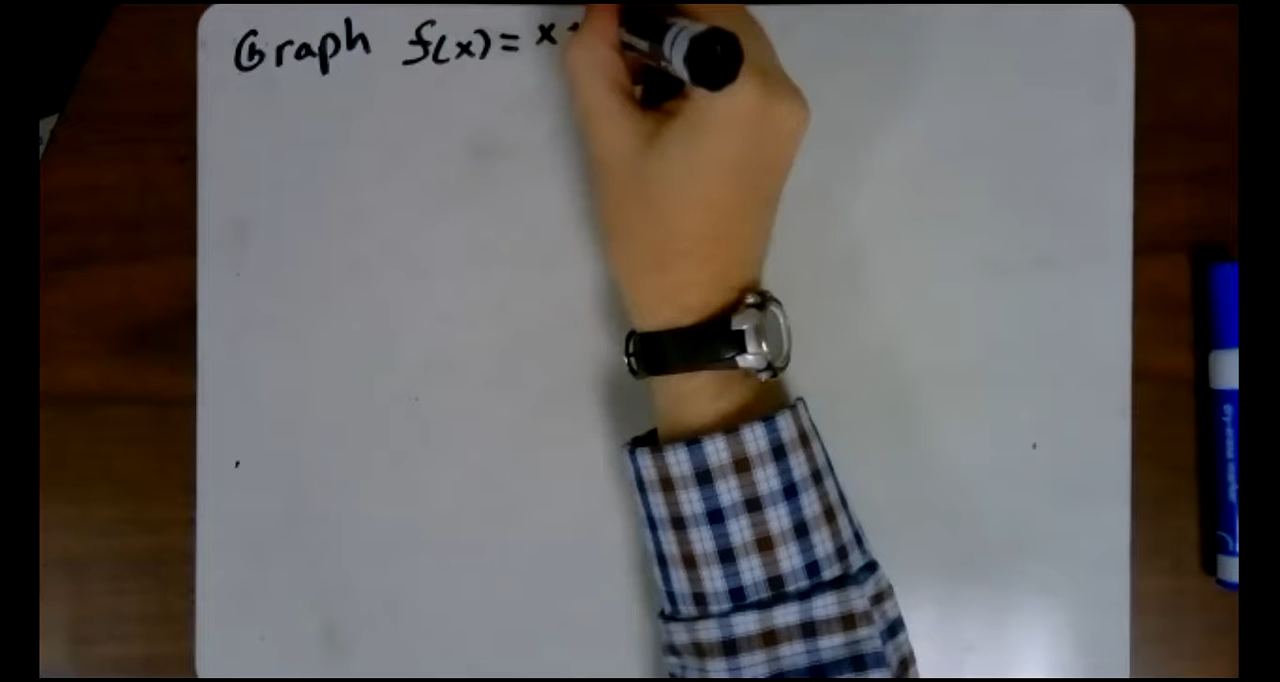 Graph f(x) = x